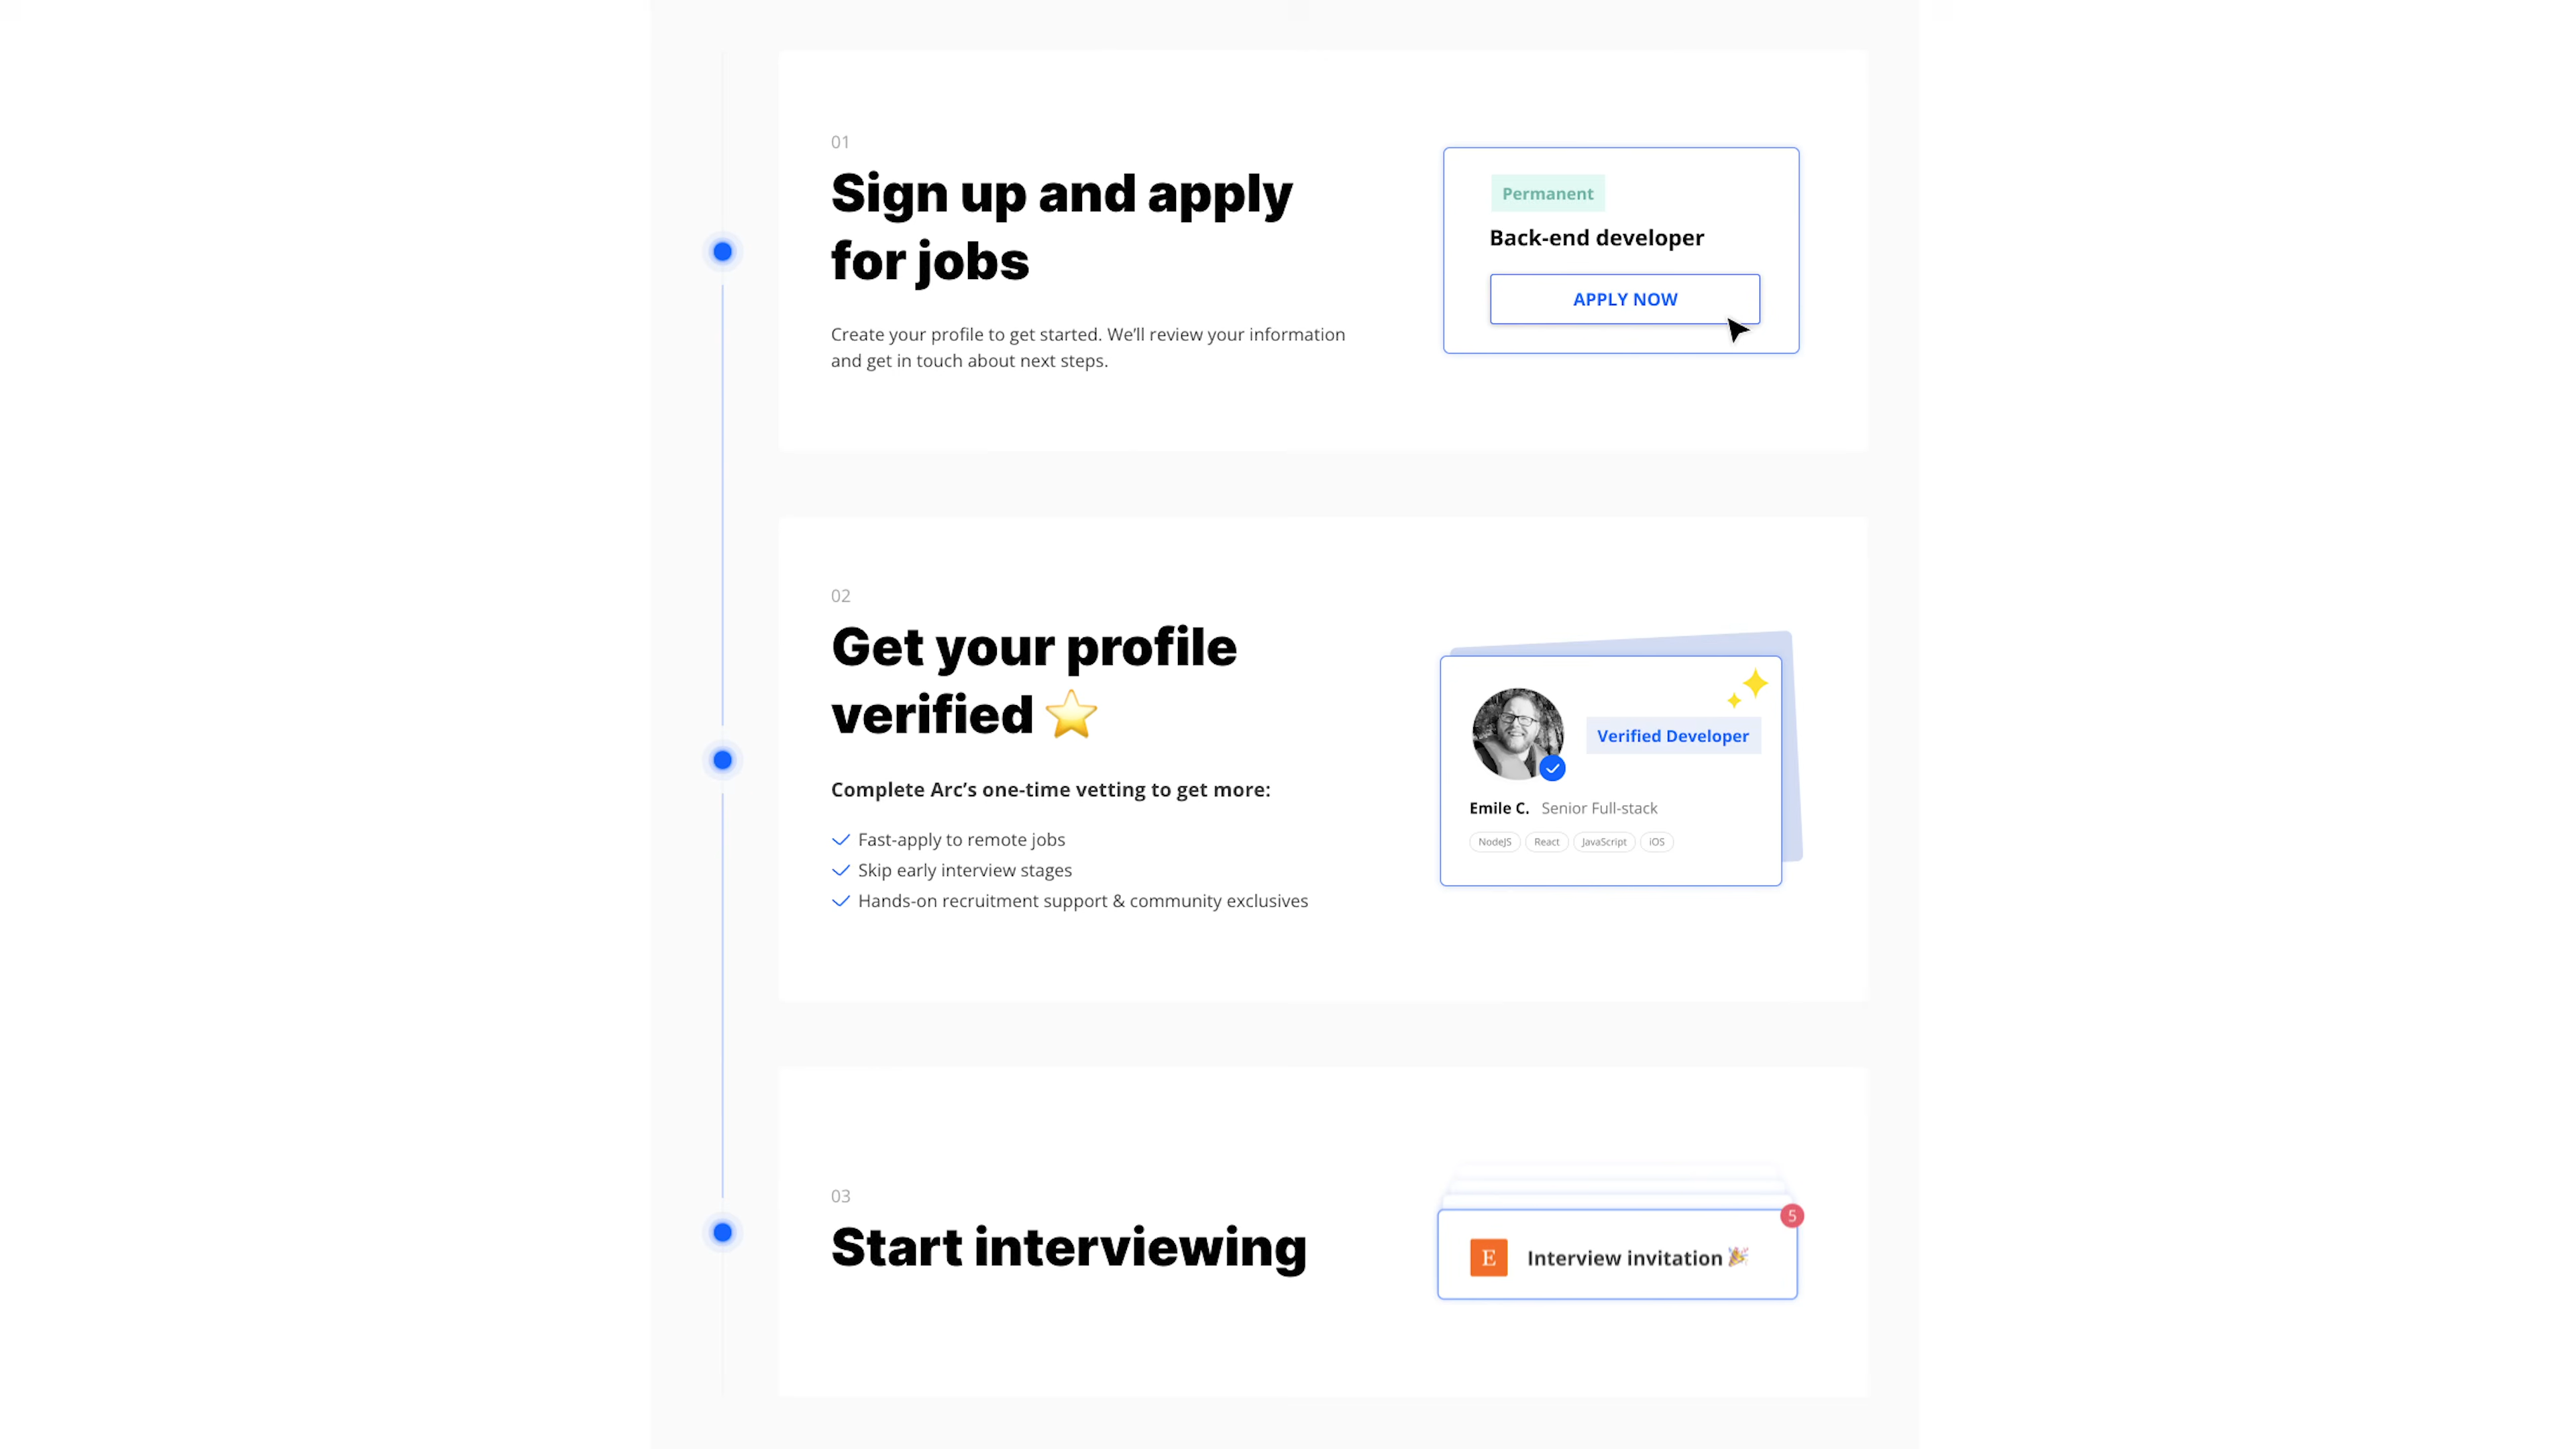 01
Sign up and apply
for jobs
Create your profile to get started. We'll review your information
and get in touch about next steps.
Permanent
Back-end developer
APPLY NOW
02
Get your profile
verified ⭐
Complete Arc's one-time vetting to get more:
Fast-apply to remote jobs
Skip early interview stages
Hands-on recruitment support & community exclusives
Verified Developer
Emile C. Senior Full-stack
NodeJS React JavaScript iOS
03
Start interviewing
5
E Interview invitation 🎉